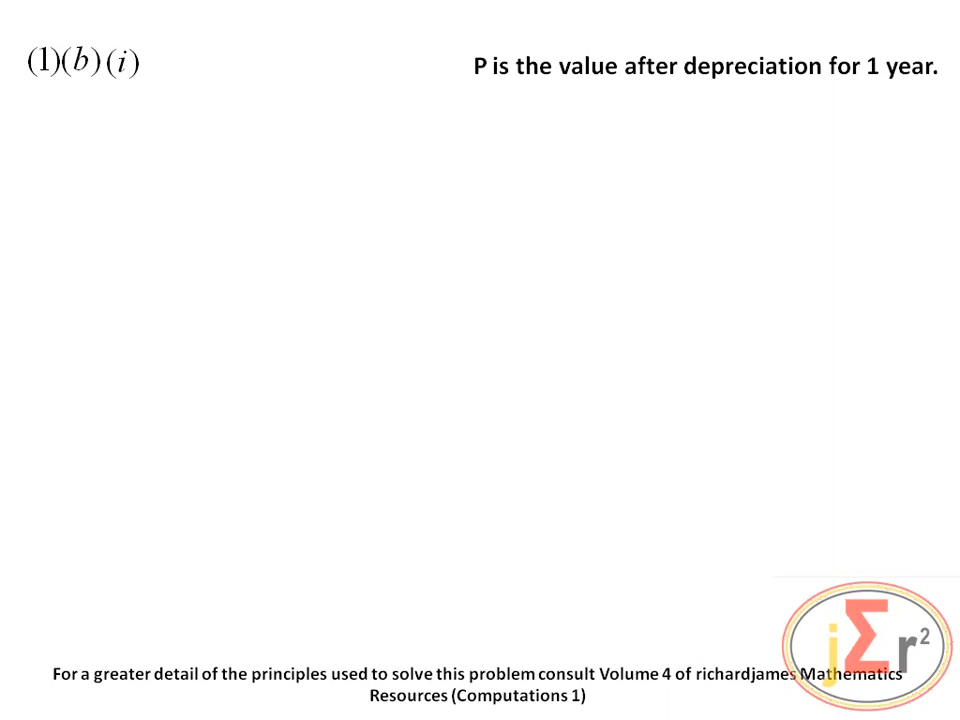 (1)(b)(i)
P is the value after depreciation for 1 year.
jΣr²
For a greater detail of the principles used to solve this problem consult Volume 4 of richardjames Mathematics
Resources (Computations 1)